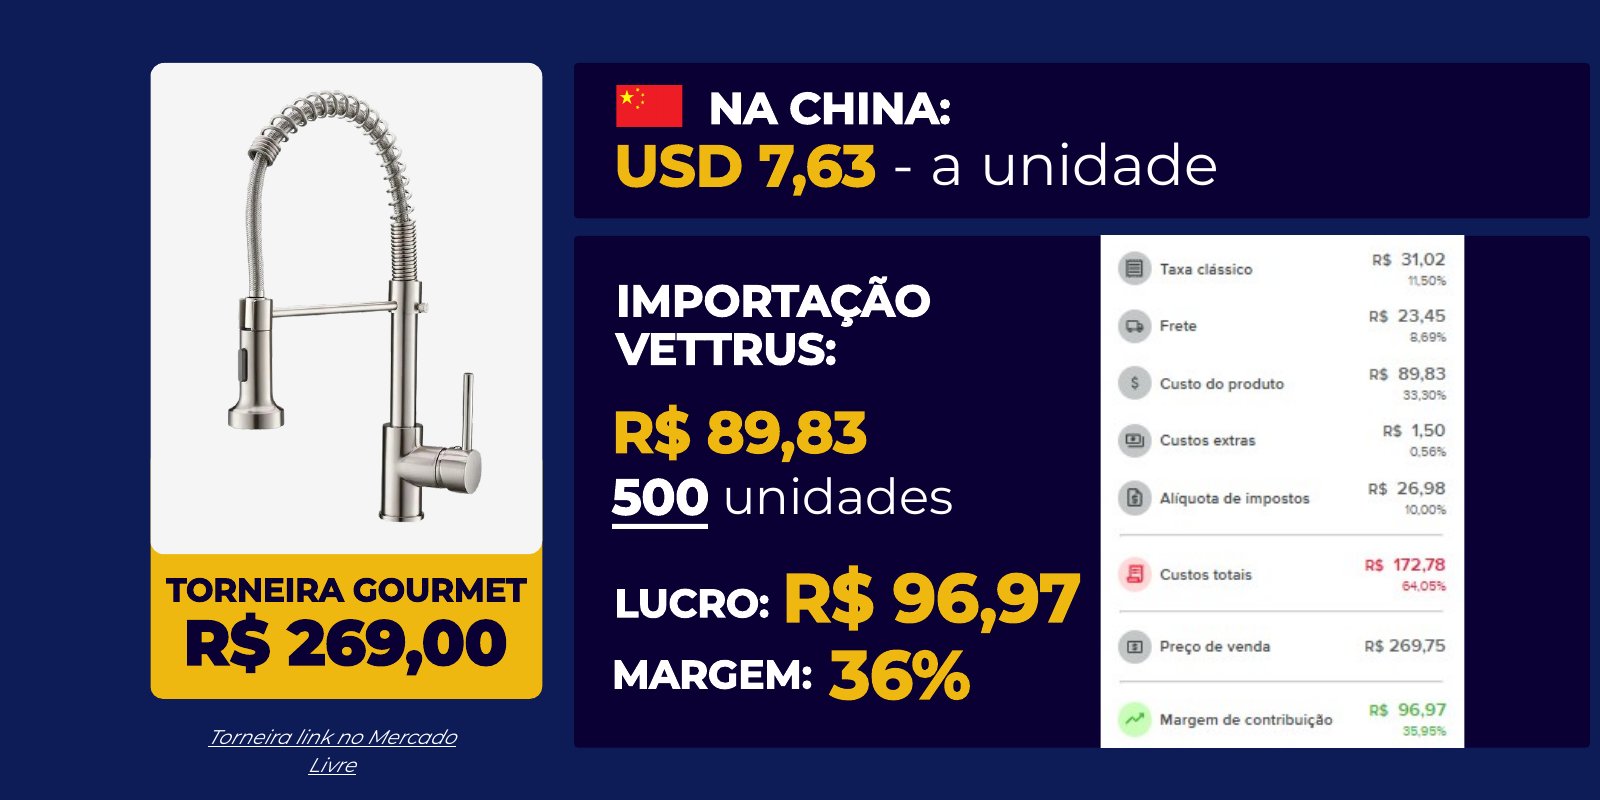 NA CHINA:
USD 7,63 - a unidade
IMPORTAÇÃO
VETTRUS:
R$ 89,83
500 unidades
LUCRO: R$ 96,97
MARGEM: 36%
Taxa clássico R$ 31,02
11,50%
Frete R$ 23,45
8,69%
Custo do produto R$ 89,83
33,30%
Custos extras R$ 1,50
0,56%
Alíquota de impostos R$ 26,98
10,00%
Custos totais R$ 172,78
64,05%
Preço de venda R$ 269,75
Margem de contribuição R$ 96,97
35,95%
TORNEIRA GOURMET
R$ 269,00
Torneira link no Mercado
Livre